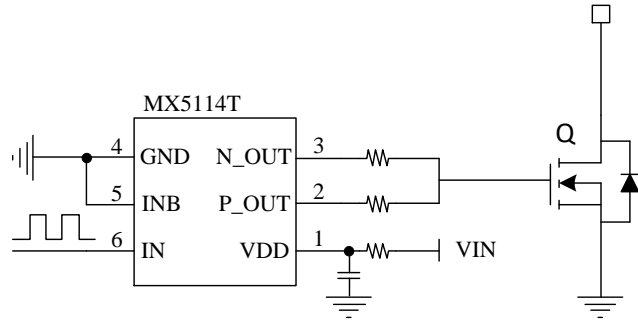 MX5114T
Q
4 GND N_OUT 3
5 INB P_OUT 2
6 IN VDD 1 VIN